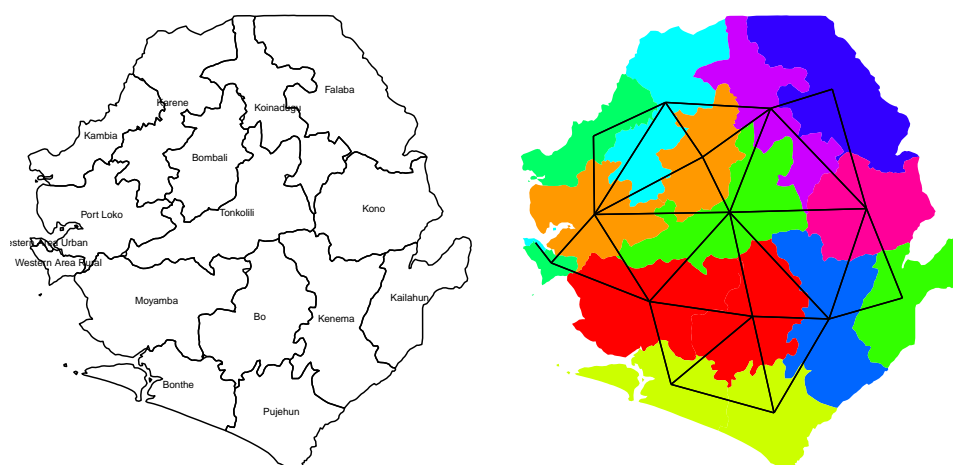 Falaba
Karene
Koinadugu
Kambia
Bombali
Port Loko
Tonkolili
Kono
stern Area Urban
Western Area Rural
Moyamba
Kailahun
Bo
Kenema
Bonthe
Pujehun